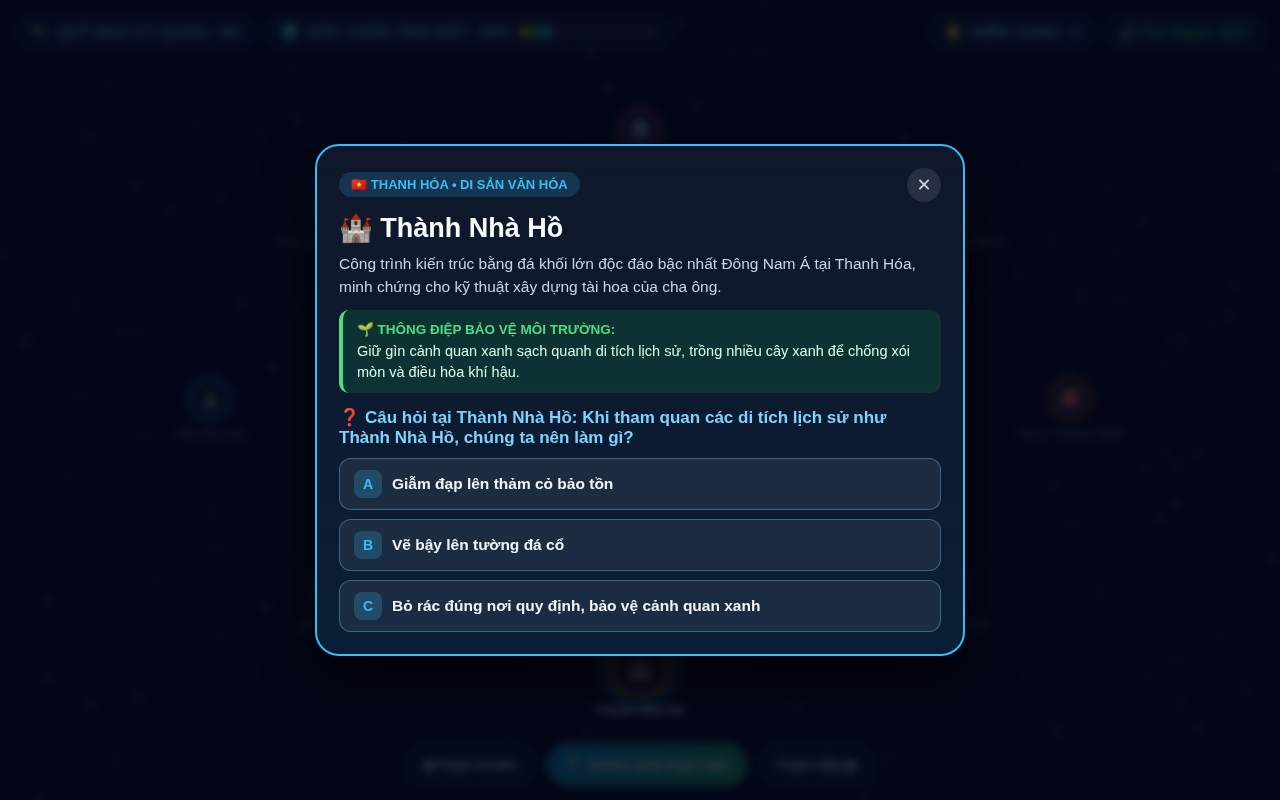 🇻🇳 THANH HÓA • DI SẢN VĂN HÓA
✕
🏰 Thành Nhà Hồ
Công trình kiến trúc bằng đá khối lớn độc đáo bậc nhất Đông Nam Á tại Thanh Hóa,
minh chứng cho kỹ thuật xây dựng tài hoa của cha ông.
🌱 THÔNG ĐIỆP BẢO VỆ MÔI TRƯỜNG:
Giữ gìn cảnh quan xanh sạch quanh di tích lịch sử, trồng nhiều cây xanh để chống xói
mòn và điều hòa khí hậu.
❓ Câu hỏi tại Thành Nhà Hồ: Khi tham quan các di tích lịch sử như
Thành Nhà Hồ, chúng ta nên làm gì?
A Giẫm đạp lên thảm cỏ bảo tồn
B Vẽ bậy lên tường đá cổ
C Bỏ rác đúng nơi quy định, bảo vệ cảnh quan xanh